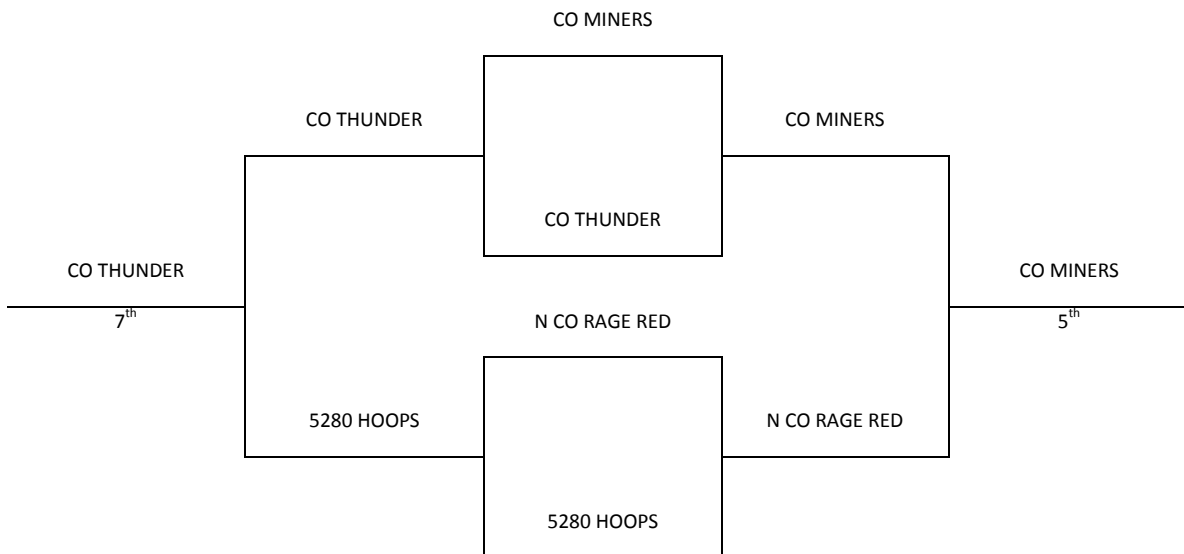 CO MINERS
CO THUNDER
CO MINERS
CO THUNDER
CO THUNDER
CO MINERS
7th
5th
N CO RAGE RED
5280 HOOPS
N CO RAGE RED
5280 HOOPS